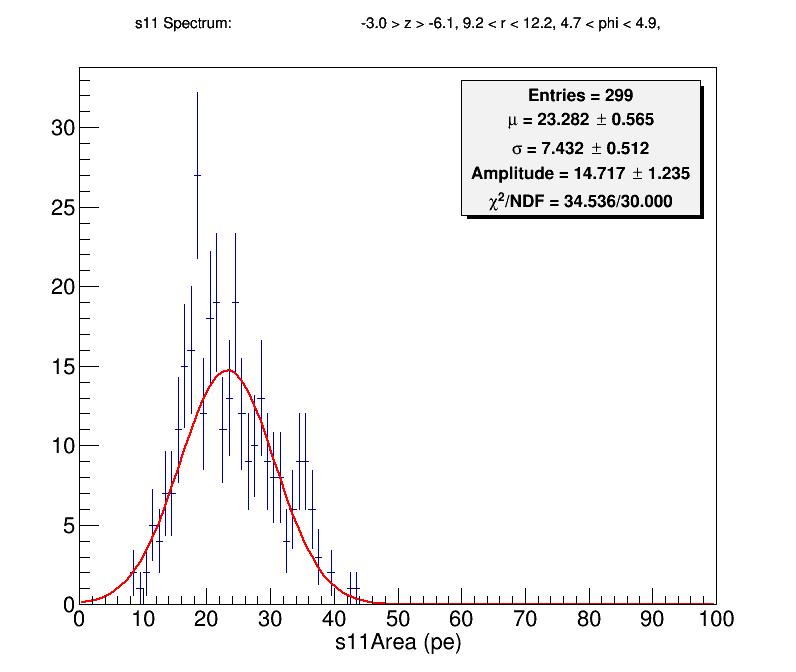 s11 Spectrum: -3.0 > z > -6.1, 9.2 < r < 12.2, 4.7 < phi < 4.9,
Entries = 299
μ = 23.282 ± 0.565
σ = 7.432 ± 0.512
Amplitude = 14.717 ± 1.235
χ²/NDF = 34.536/30.000
30
25
20
15
10
5
0
0 10 20 30 40 50 60 70 80 90 100
s11Area (pe)